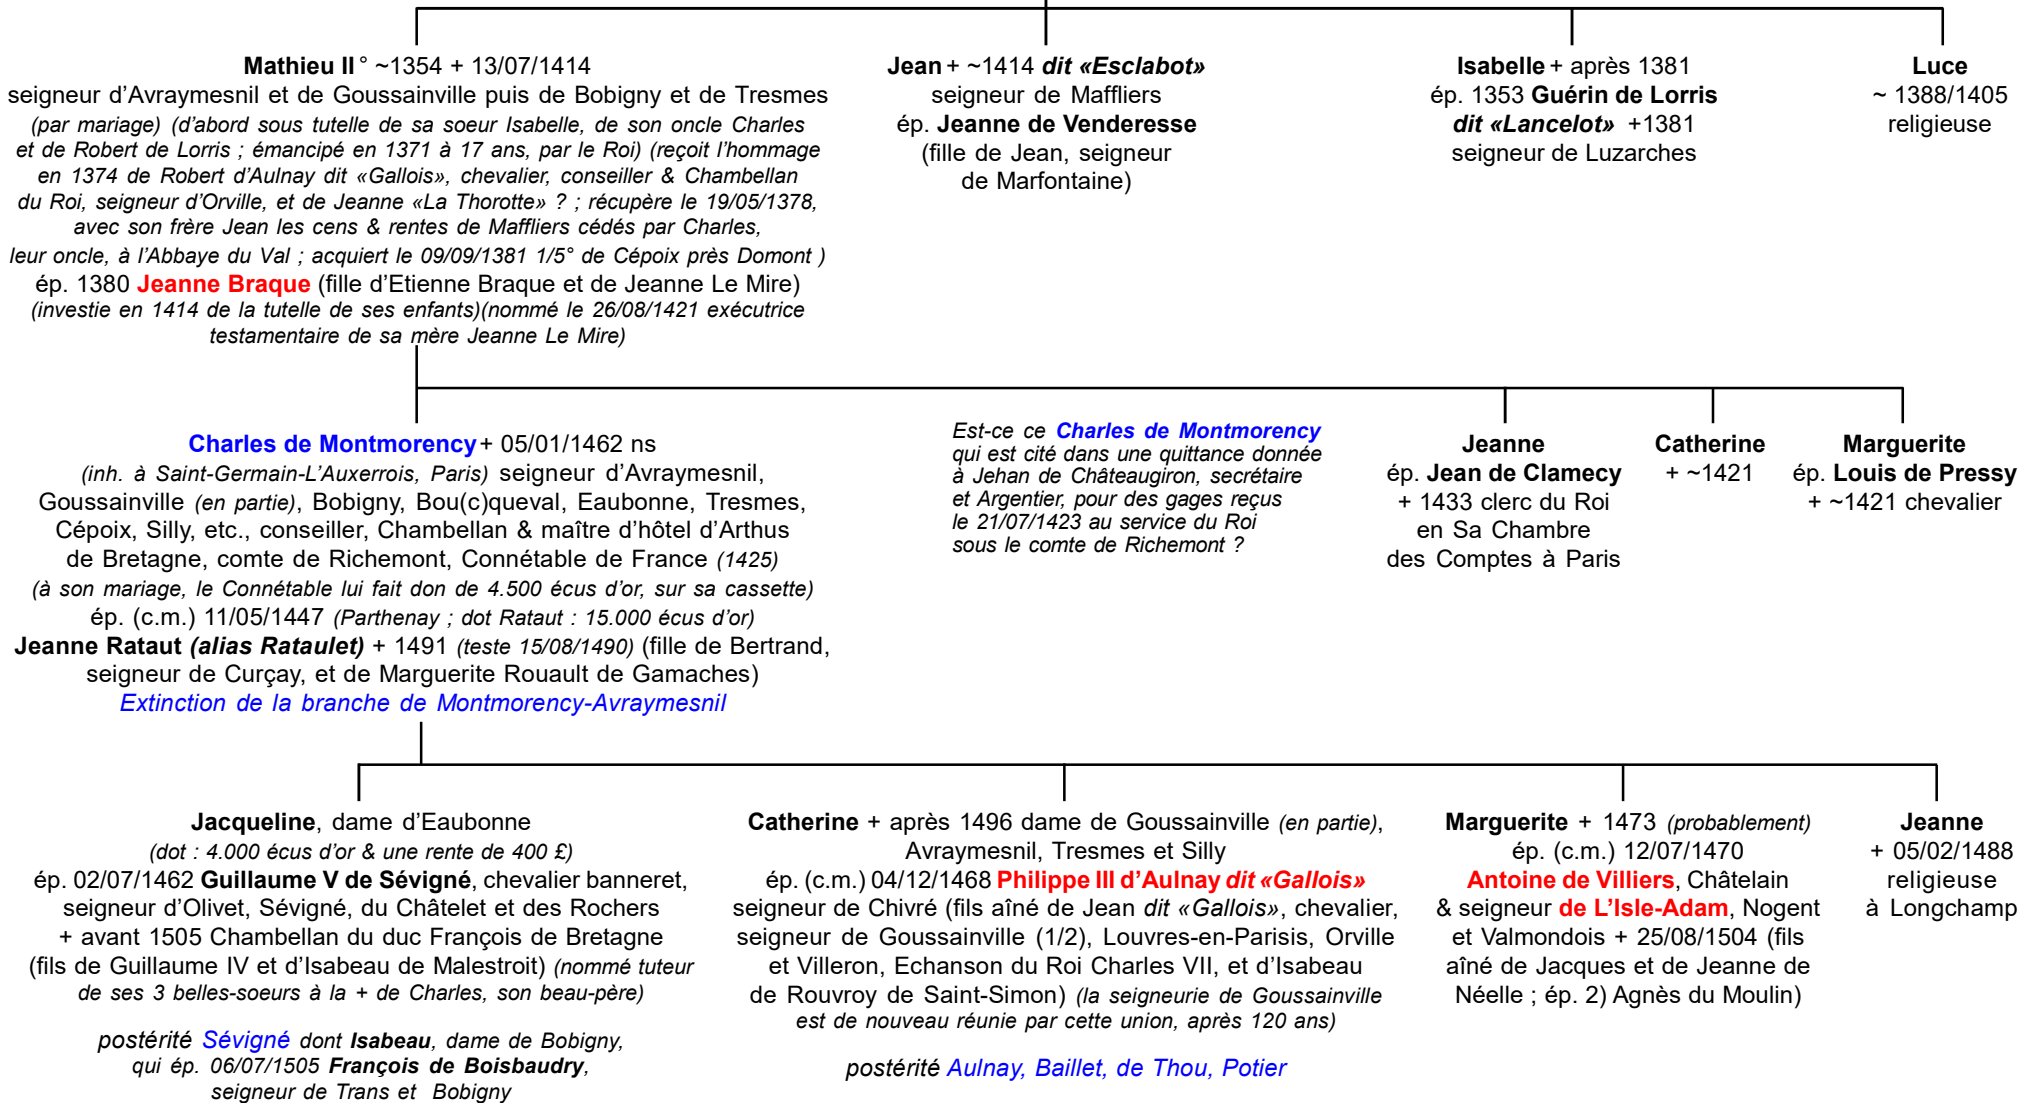 Mathieu II ° ~1354 + 13/07/1414
seigneur d'Avraymesnil et de Goussainville puis de Bobigny et de Tresmes
(par mariage) (d'abord sous tutelle de sa soeur Isabelle, de son oncle Charles
et de Robert de Lorris ; émancipé en 1371 à 17 ans, par le Roi) (reçoit l'hommage
en 1374 de Robert d'Aulnay dit «Gallois», chevalier, conseiller & Chambellan
du Roi, seigneur d'Orville, et de Jeanne «La Thorotte» ? ; récupère le 19/05/1378,
avec son frère Jean les cens & rentes de Maffliers cédés par Charles,
leur oncle, à l'Abbaye du Val ; acquiert le 09/09/1381 1/5° de Cépoix près Domont )
ép. 1380 Jeanne Braque (fille d'Etienne Braque et de Jeanne Le Mire)
(investie en 1414 de la tutelle de ses enfants)(nommé le 26/08/1421 exécutrice
testamentaire de sa mère Jeanne Le Mire)
Jean + ~1414 dit «Esclabot»
seigneur de Maffliers
ép. Jeanne de Venderesse
(fille de Jean, seigneur
de Marfontaine)
Isabelle + après 1381
ép. 1353 Guérin de Lorris
dit «Lancelot» +1381
seigneur de Luzarches
Luce
~ 1388/1405
religieuse
Charles de Montmorency + 05/01/1462 ns
(inh. à Saint-Germain-L'Auxerrois, Paris) seigneur d'Avraymesnil,
Goussainville (en partie), Bobigny, Bou(c)queval, Eaubonne, Tresmes,
Cépoix, Silly, etc., conseiller, Chambellan & maître d'hôtel d'Arthus
de Bretagne, comte de Richemont, Connétable de France (1425)
(à son mariage, le Connétable lui fait don de 4.500 écus d'or, sur sa cassette)
ép. (c.m.) 11/05/1447 (Parthenay ; dot Rataut : 15.000 écus d'or)
Jeanne Rataut (alias Rataulet) + 1491 (teste 15/08/1490) (fille de Bertrand,
seigneur de Curçay, et de Marguerite Rouault de Gamaches)
Extinction de la branche de Montmorency-Avraymesnil
Est-ce ce Charles de Montmorency
qui est cité dans une quittance donnée
à Jehan de Châteaugiron, secrétaire
et Argentier, pour des gages reçus
le 21/07/1423 au service du Roi
sous le comte de Richemont ?
Jeanne
ép. Jean de Clamecy
+ 1433 clerc du Roi
en Sa Chambre
des Comptes à Paris
Catherine
+ ~1421
Marguerite
ép. Louis de Pressy
+ ~1421 chevalier
Jacqueline, dame d'Eaubonne
(dot : 4.000 écus d'or & une rente de 400 £)
ép. 02/07/1462 Guillaume V de Sévigné, chevalier banneret,
seigneur d'Olivet, Sévigné, du Châtelet et des Rochers
+ avant 1505 Chambellan du duc François de Bretagne
(fils de Guillaume IV et d'Isabeau de Malestroit) (nommé tuteur
de ses 3 belles-soeurs à la + de Charles, son beau-père)
postérité Sévigné dont Isabeau, dame de Bobigny,
qui ép. 06/07/1505 François de Boisbaudry,
seigneur de Trans et Bobigny
Catherine + après 1496 dame de Goussainville (en partie),
Avraymesnil, Tresmes et Silly
ép. (c.m.) 04/12/1468 Philippe III d'Aulnay dit «Gallois»
seigneur de Chivré (fils aîné de Jean dit «Gallois», chevalier,
seigneur de Goussainville (1/2), Louvres-en-Parisis, Orville
et Villeron, Echanson du Roi Charles VII, et d'Isabeau
de Rouvroy de Saint-Simon) (la seigneurie de Goussainville
est de nouveau réunie par cette union, après 120 ans)
postérité Aulnay, Baillet, de Thou, Potier
Marguerite + 1473 (probablement)
ép. (c.m.) 12/07/1470
Antoine de Villiers, Châtelain
& seigneur de L'Isle-Adam, Nogent
et Valmondois + 25/08/1504 (fils
aîné de Jacques et de Jeanne de
Néelle ; ép. 2) Agnès du Moulin)
Jeanne
+ 05/02/1488
religieuse
à Longchamp